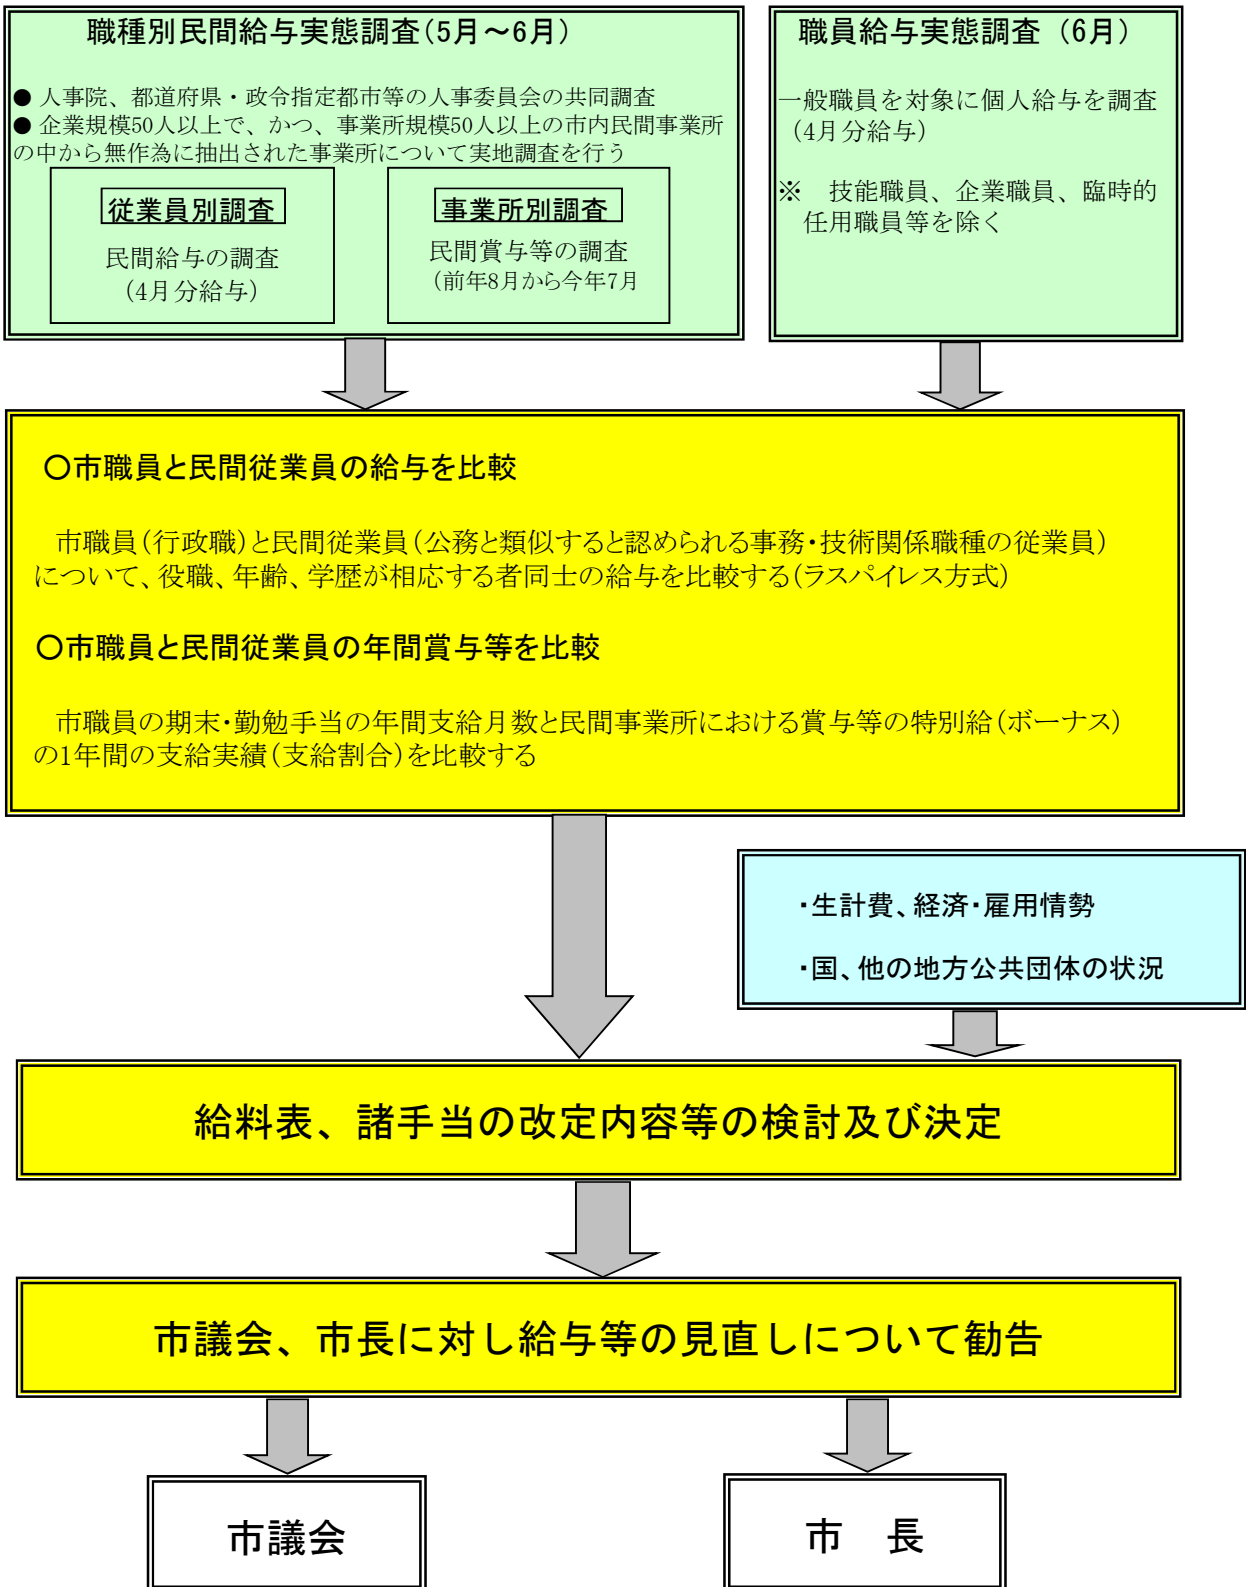 職種別民間給与実態調査(5月～6月)
● 人事院、都道府県・政令指定都市等の人事委員会の共同調査
● 企業規模50人以上で、かつ、事業所規模50人以上の市内民間事業所
の中から無作為に抽出された事業所について実地調査を行う
従業員別調査
民間給与の調査
(4月分給与)
事業所別調査
民間賞与等の調査
(前年8月から今年7月
職員給与実態調査 (6月)
一般職員を対象に個人給与を調査
(4月分給与)
※ 技能職員、企業職員、臨時的
任用職員等を除く
○市職員と民間従業員の給与を比較
市職員(行政職)と民間従業員(公務と類似すると認められる事務・技術関係職種の従業員)
について、役職、年齢、学歴が相応する者同士の給与を比較する(ラスパイレス方式)
○市職員と民間従業員の年間賞与等を比較
市職員の期末・勤勉手当の年間支給月数と民間事業所における賞与等の特別給(ボーナス)
の1年間の支給実績(支給割合)を比較する
・生計費、経済・雇用情勢
・国、他の地方公共団体の状況
給料表、諸手当の改定内容等の検討及び決定
市議会、市長に対し給与等の見直しについて勧告
市議会
市 長